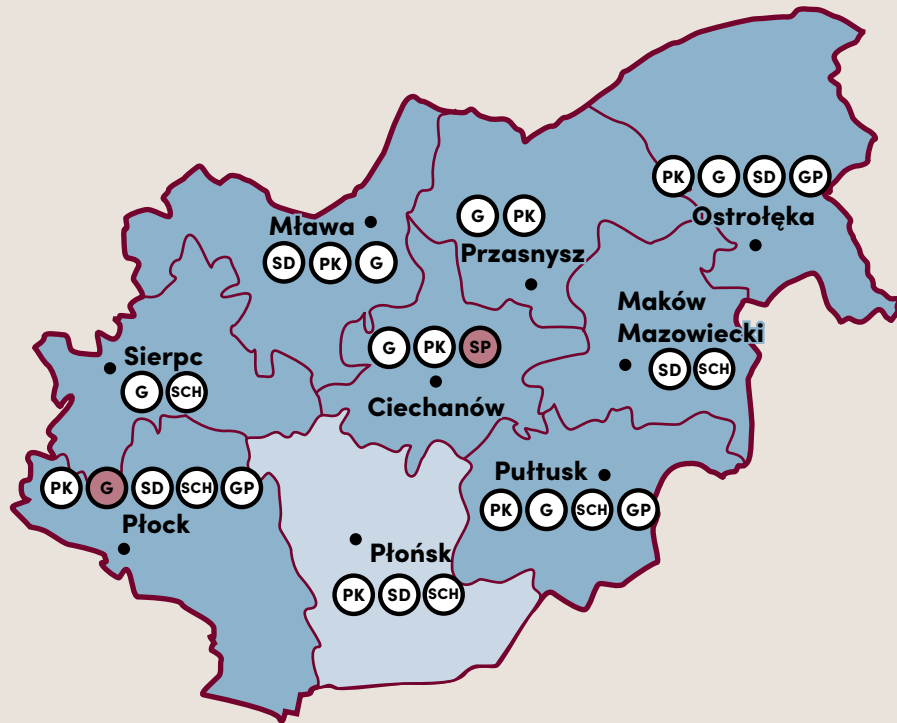 PK G SD GP
Ostrołęka
G PK
Przasnysz
Mława
SD PK G
Maków
Mazowiecki
SD SCH
G PK SP
Ciechanów
Sierpc
G SCH
PK G SD SCH GP
Płock
Pułtusk
PK G SCH GP
Płońsk
PK SD SCH